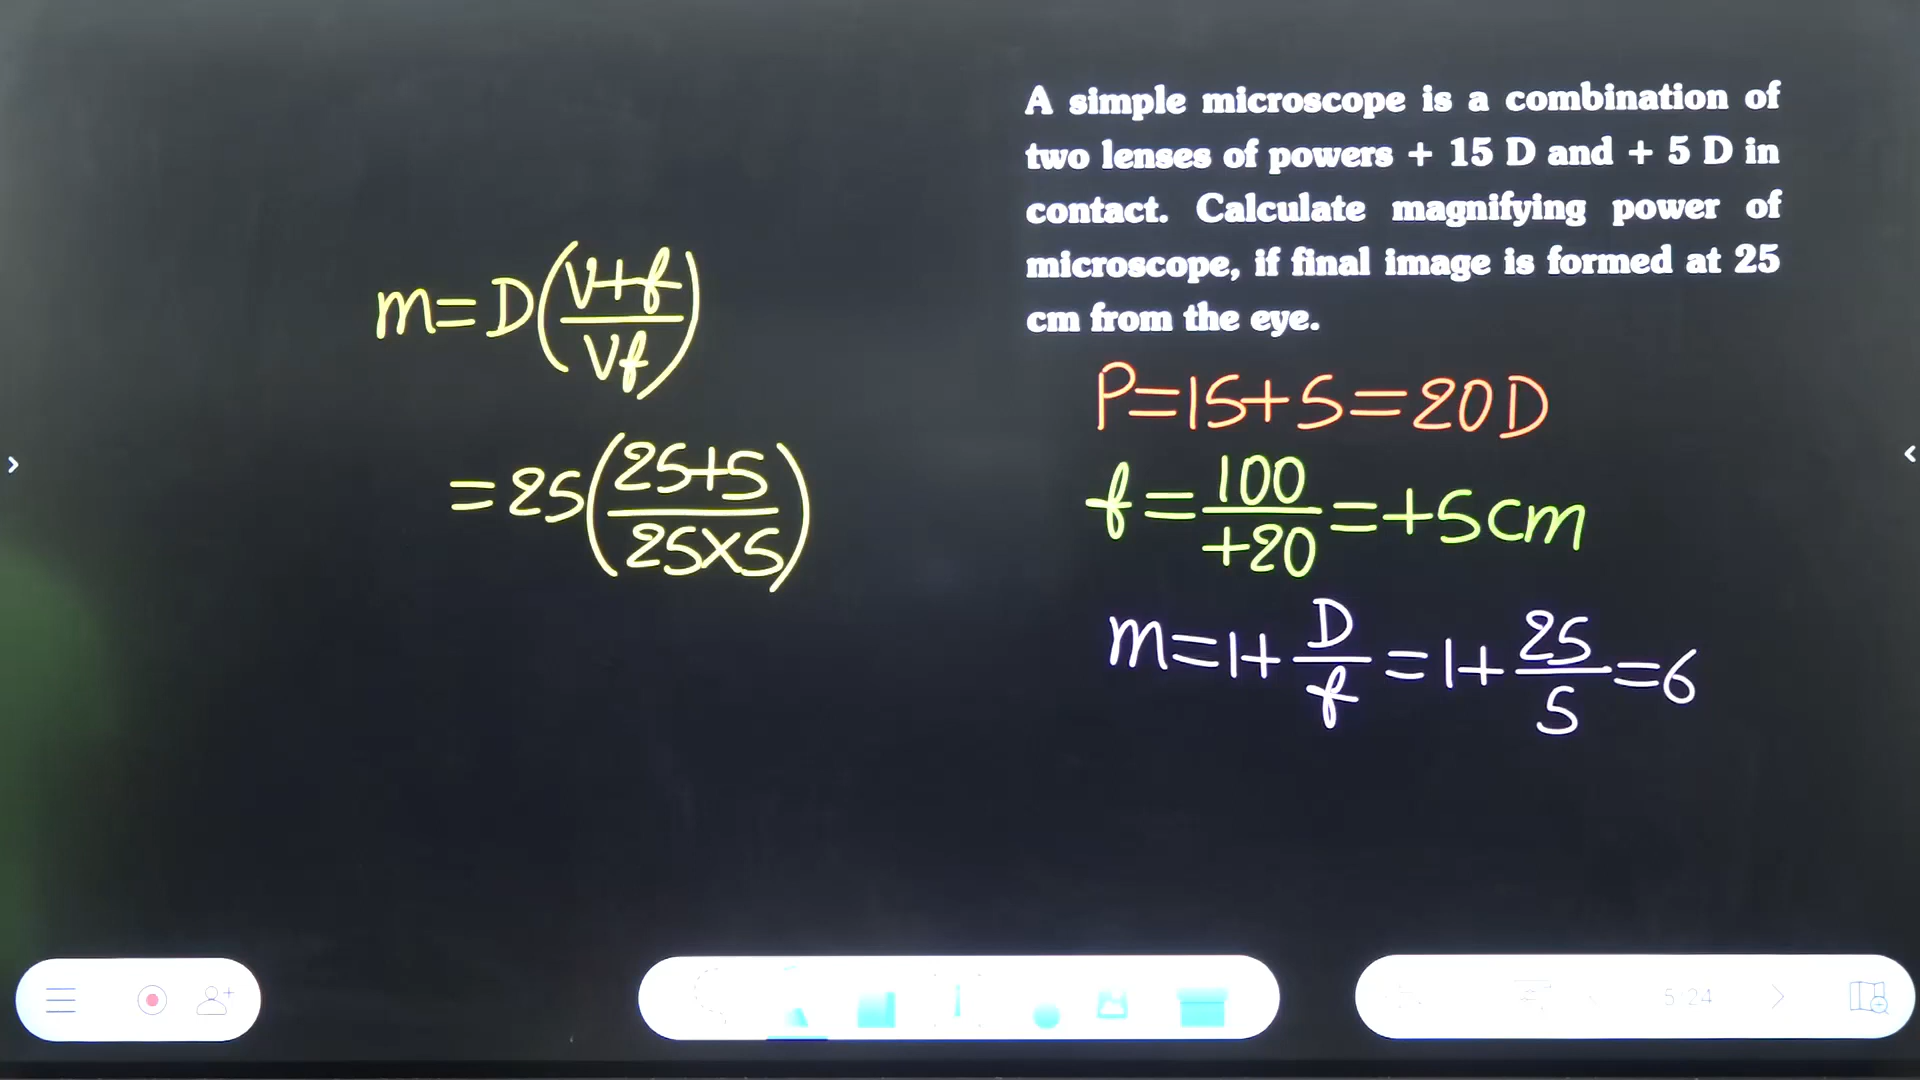 A simple microscope is a combination of
two lenses of powers + 15 D and + 5 D in
contact. Calculate magnifying power of
microscope, if final image is formed at 25
cm from the eye.
P=15+5=20D
f = 100/+20 = +5cm
m=1+ D/f = 1+ 25/5 =6
m= D(V+f/Vf)
=25(25+5/25×5)
5 24